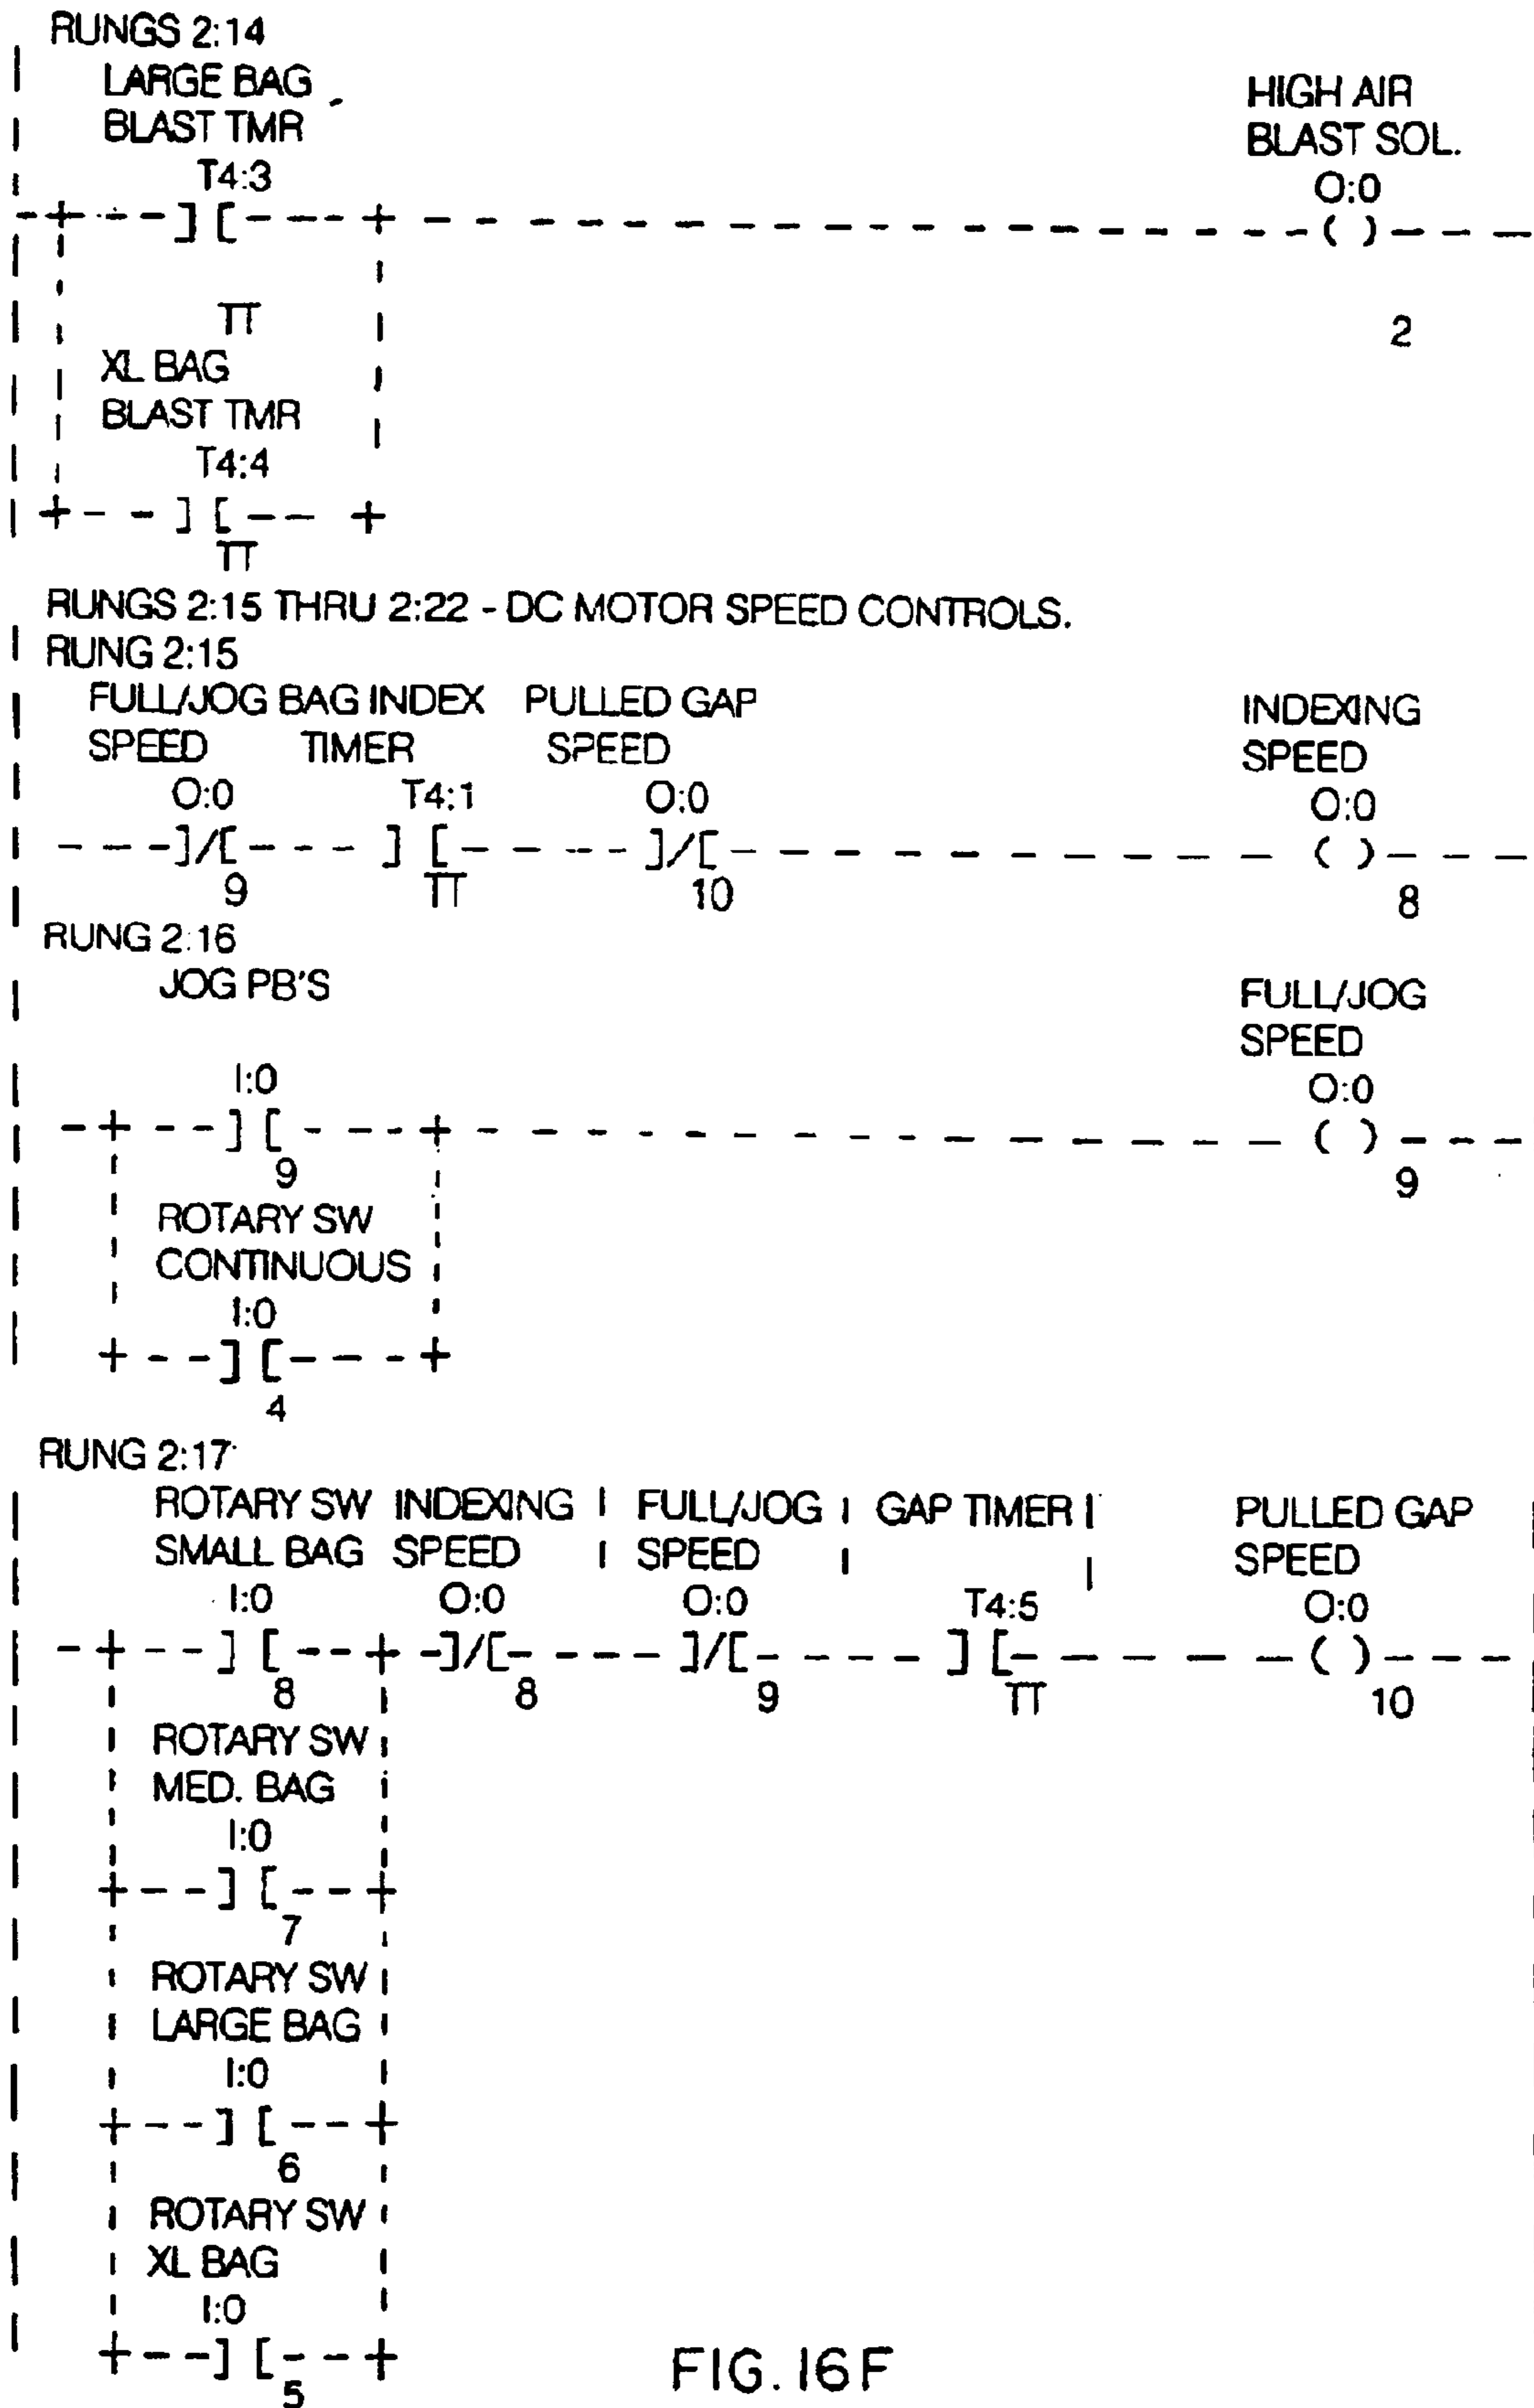 RUNGS 2:14
LARGE BAG
BLAST TMR
T4:3
] [
TT
HIGH AIR
BLAST SOL.
O:0
( )
2
XL BAG
BLAST TMR
T4:4
] [
TT
RUNGS 2:15 THRU 2:22 - DC MOTOR SPEED CONTROLS.
RUNG 2:15
FULL/JOG BAG INDEX PULLED GAP INDEXING
SPEED TIMER SPEED SPEED
O:0 T4:1 O:0 O:0
]/[ ] [ ]/[ ( )
9 TT 10 8
RUNG 2:16
JOG PB'S
FULL/JOG
SPEED
I:0 O:0
] [ ( )
9 9
ROTARY SW
CONTINUOUS
I:0
] [
4
RUNG 2:17
ROTARY SW INDEXING FULL/JOG GAP TIMER PULLED GAP
SMALL BAG SPEED SPEED SPEED
I:0 O:0 O:0 T4:5 O:0
] [ ]/[ ]/[ ] [ ( )
8 8 9 TT 10
ROTARY SW
MED. BAG
I:0
] [
7
ROTARY SW
LARGE BAG
I:0
] [
6
ROTARY SW
XL BAG
I:0
] [
5
FIG. 16F